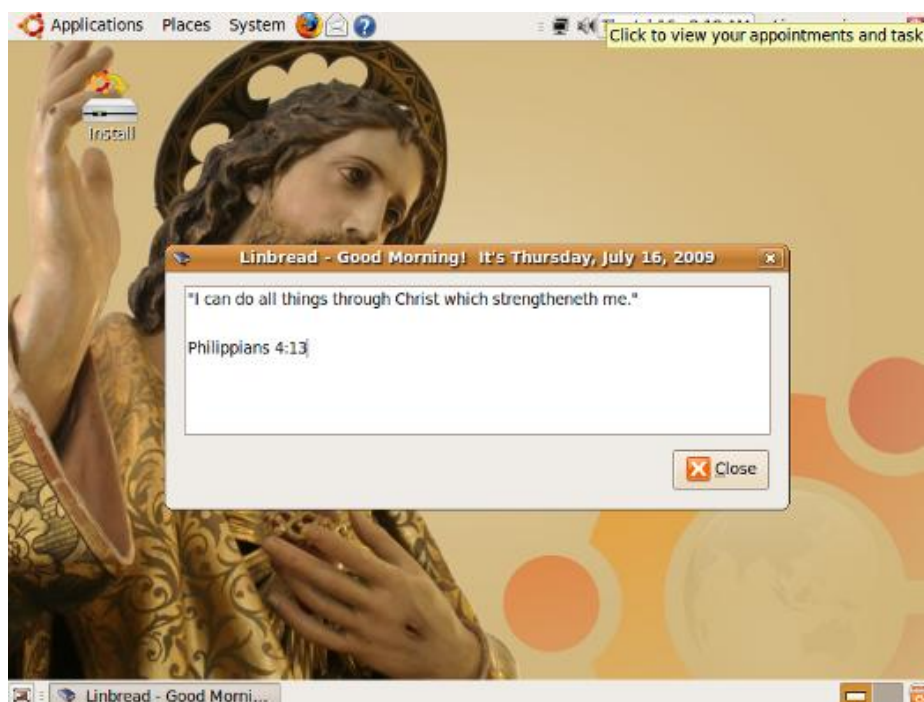 Applications Places System
Click to view your appointments and task
Install
Linbread - Good Morning! It's Thursday, July 16, 2009
"I can do all things through Christ which strengtheneth me."
Philippians 4:13
Close
Linbread - Good Morni...